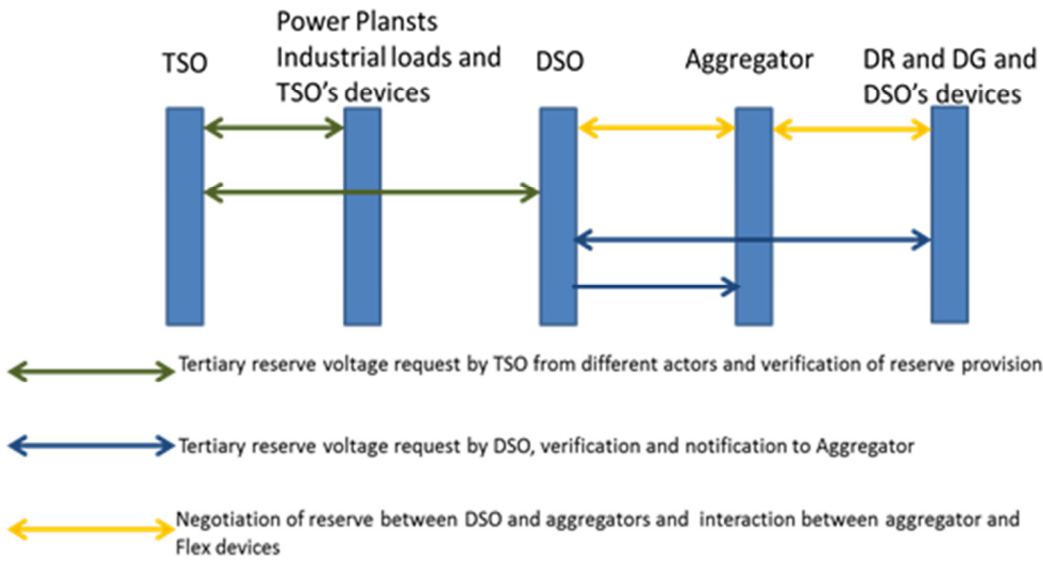 Power Plansts
TSO
Industrial loads and
TSO's devices
DSO
Aggregator
DR and DG and
DSO's devices
Tertiary reserve voltage request by TSO from different actors and verification of reserve provision
Tertiary reserve voltage request by DSO, verification and notification to Aggregator
Negotiation of reserve between DSO and aggregators and interaction between aggregator and
Flex devices